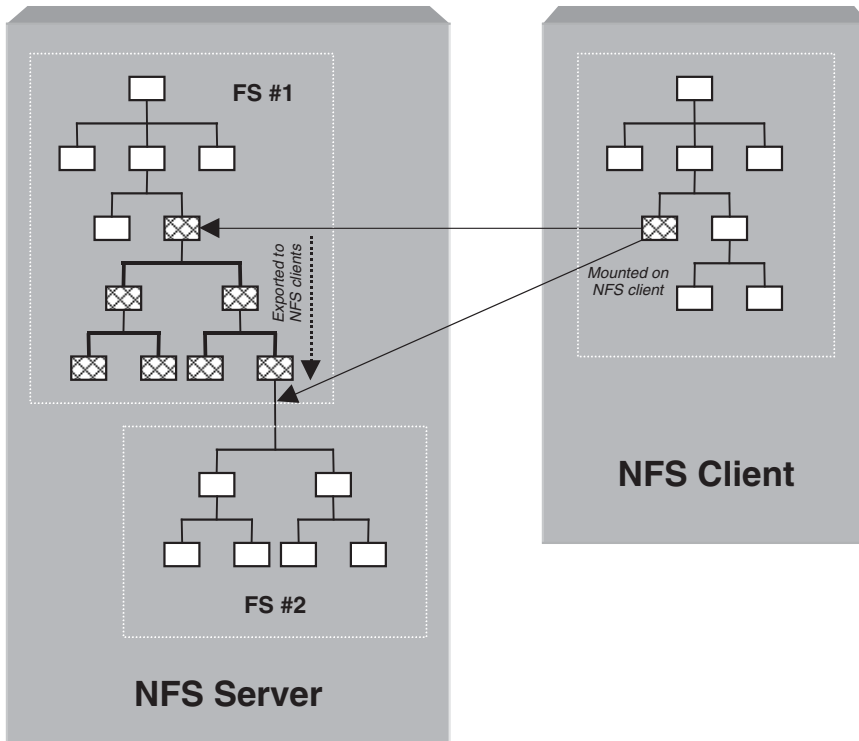 FS #1
Exported to
NFS clients
FS #2
NFS Server
Mounted on
NFS client
NFS Client